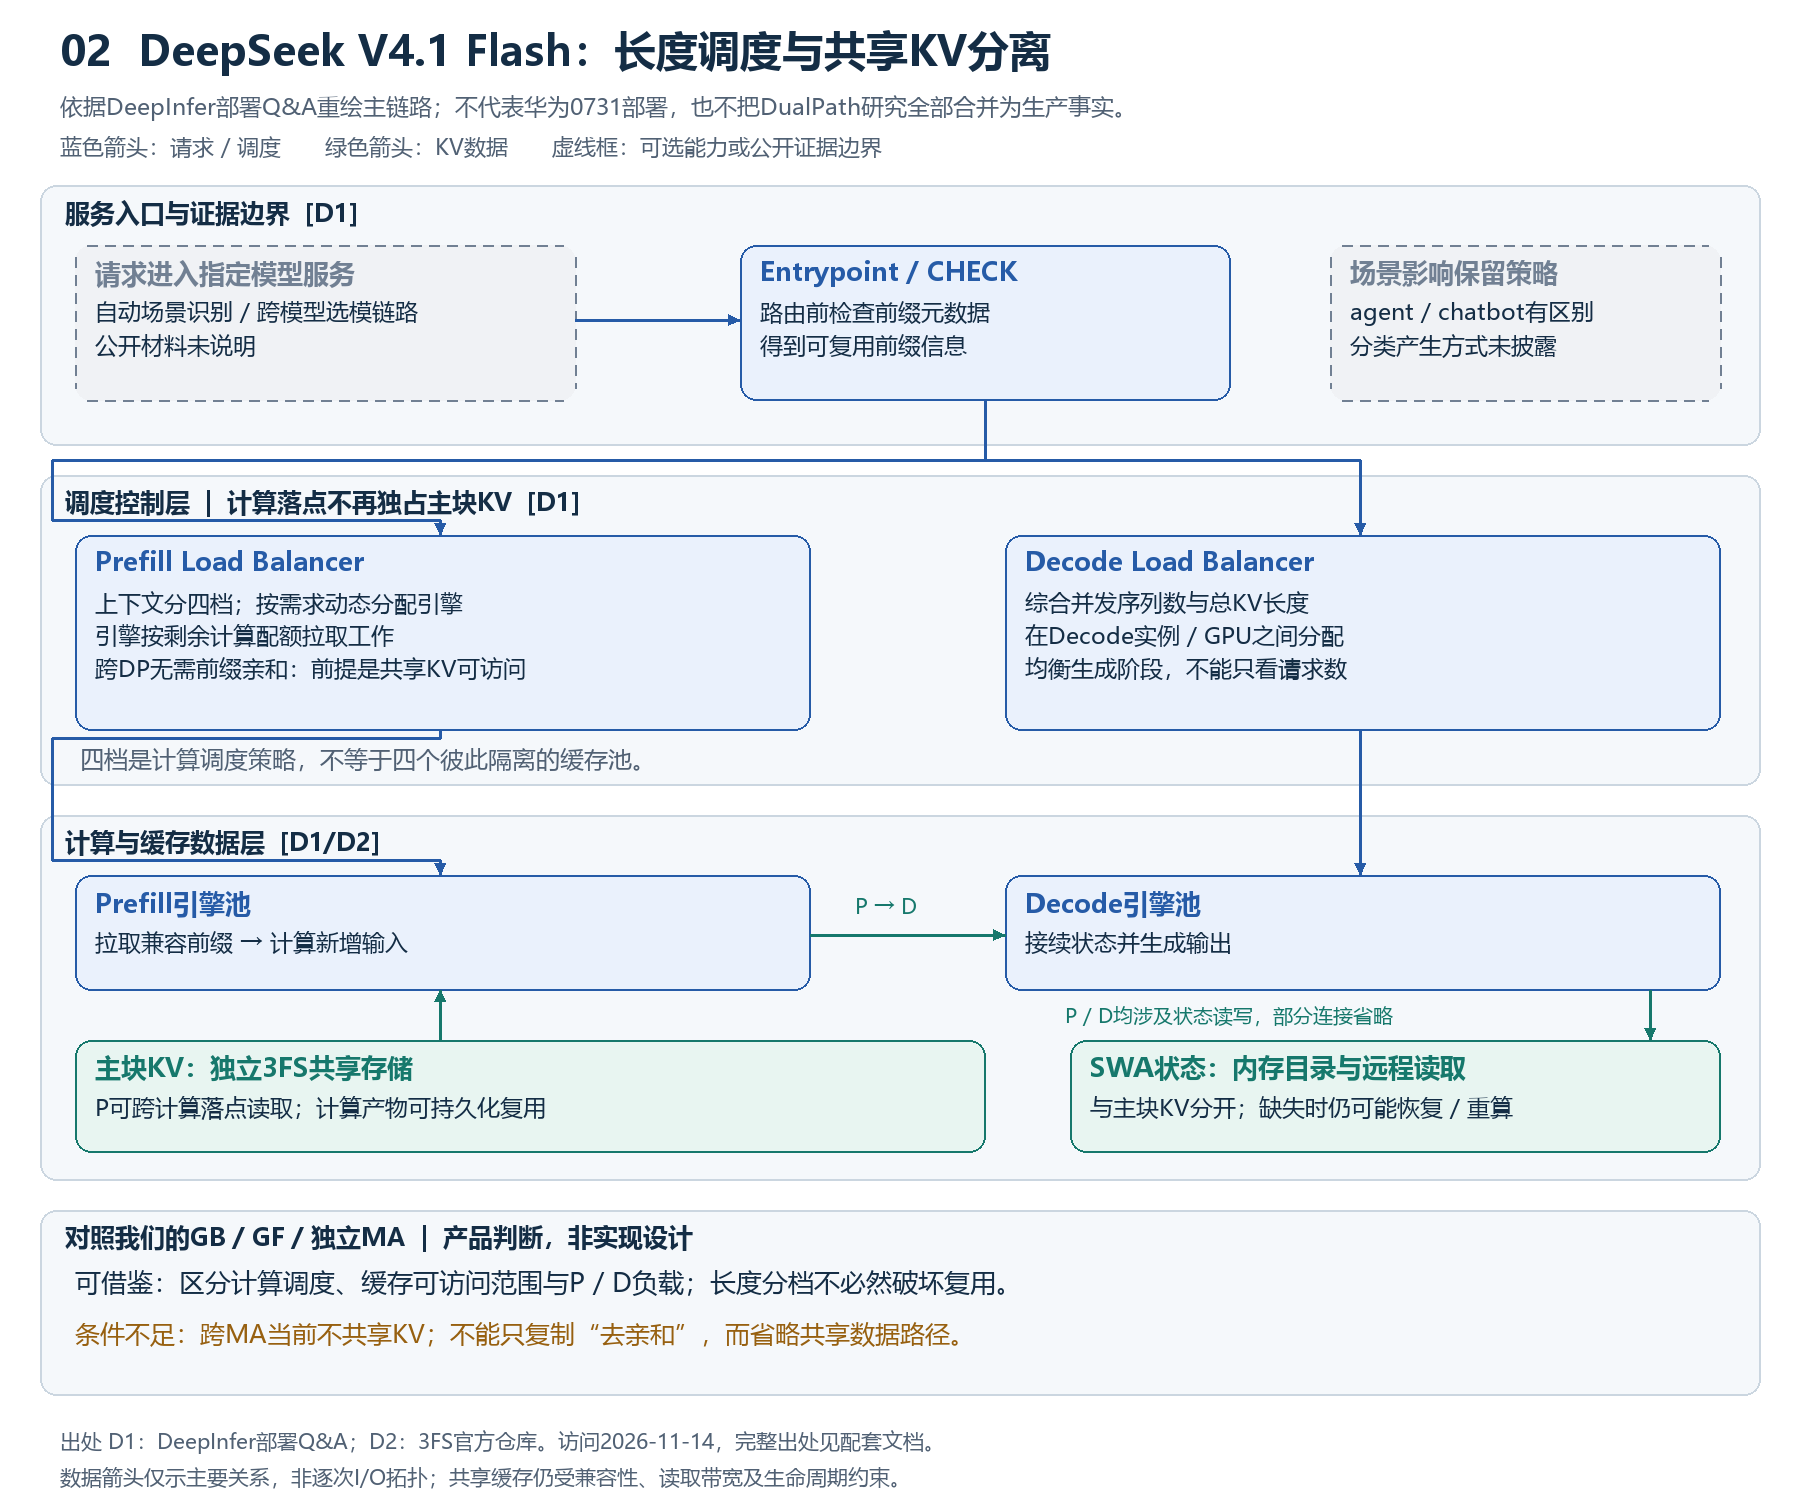 02 DeepSeek V4.1 Flash：长度调度与共享KV分离
依据DeepInfer部署Q&A重绘主链路；不代表华为0731部署，也不把DualPath研究全部合并为生产事实。
蓝色箭头：请求 / 调度 绿色箭头：KV数据 虚线框：可选能力或公开证据边界
服务入口与证据边界 [D1]
请求进入指定模型服务
自动场景识别 / 跨模型选模链路
公开材料未说明
Entrypoint / CHECK
路由前检查前缀元数据
得到可复用前缀信息
场景影响保留策略
agent / chatbot有区别
分类产生方式未披露
调度控制层 | 计算落点不再独占主块KV [D1]
Prefill Load Balancer
上下文分四档；按需求动态分配引擎
引擎按剩余计算配额拉取工作
跨DP无需前缀亲和：前提是共享KV可访问
Decode Load Balancer
综合并发序列数与总KV长度
在Decode实例 / GPU之间分配
均衡生成阶段，不能只看请求数
四档是计算调度策略，不等于四个彼此隔离的缓存池。
计算与缓存数据层 [D1/D2]
Prefill引擎池
拉取兼容前缀 → 计算新增输入
P → D
Decode引擎池
接续状态并生成输出
P / D均涉及状态读写，部分连接省略
主块KV：独立3FS共享存储
P可跨计算落点读取；计算产物可持久化复用
SWA状态：内存目录与远程读取
与主块KV分开；缺失时仍可能恢复 / 重算
对照我们的GB / GF / 独立MA | 产品判断，非实现设计
可借鉴：区分计算调度、缓存可访问范围与P / D负载；长度分档不必然破坏复用。
条件不足：跨MA当前不共享KV；不能只复制“去亲和”，而省略共享数据路径。
出处 D1：DeepInfer部署Q&A；D2：3FS官方仓库。访问2026-11-14，完整出处见配套文档。
数据箭头仅示主要关系，非逐次I/O拓扑；共享缓存仍受兼容性、读取带宽及生命周期约束。